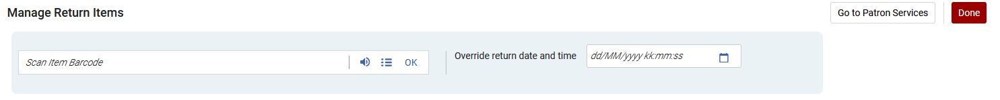 Manage Return Items
Go to Patron Services
Done
Scan Item Barcode
OK
Override return date and time
dd/MM/yyyy kk:mm:ss